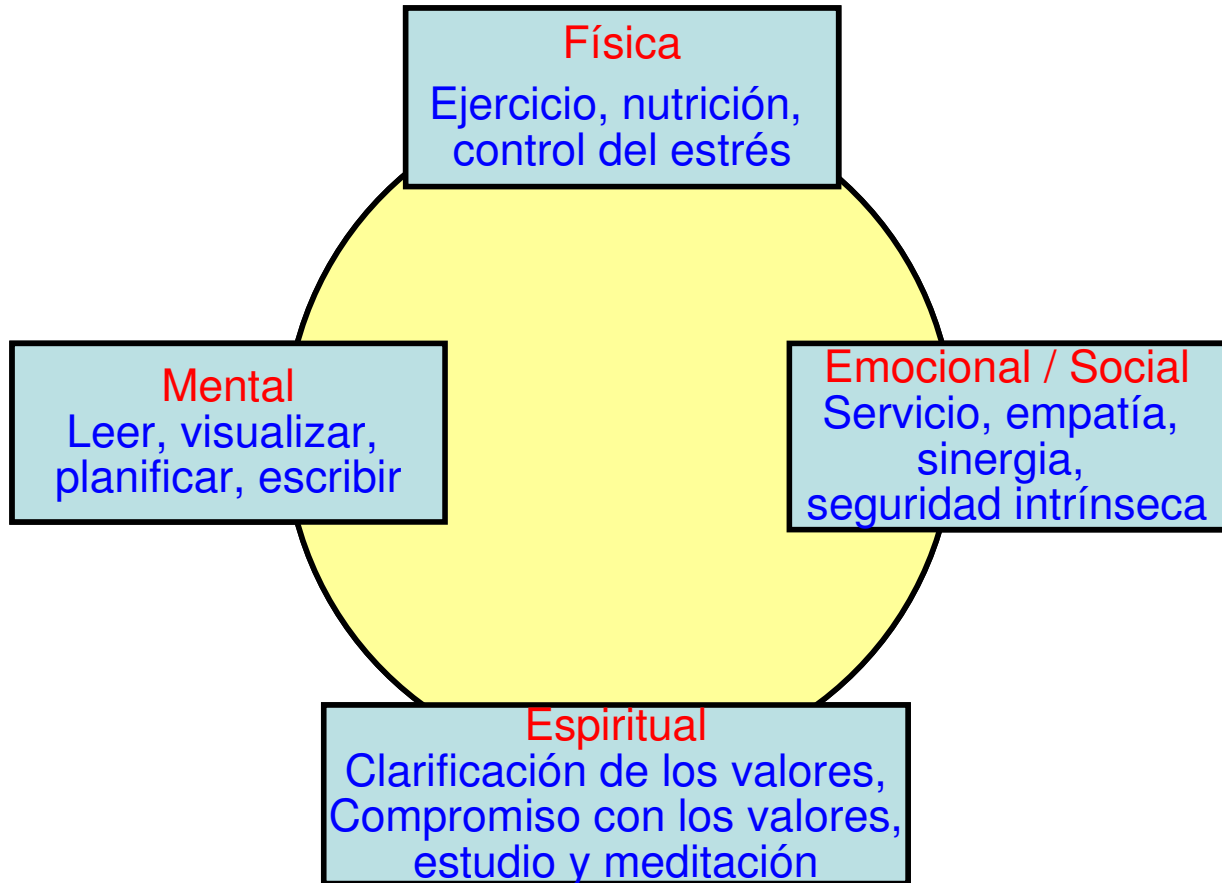 Física
Ejercicio, nutrición,
control del estrés
Mental
Leer, visualizar,
planificar, escribir
Emocional / Social
Servicio, empatía,
sinergia,
seguridad intrínseca
Espiritual
Clarificación de los valores,
Compromiso con los valores,
estudio y meditación